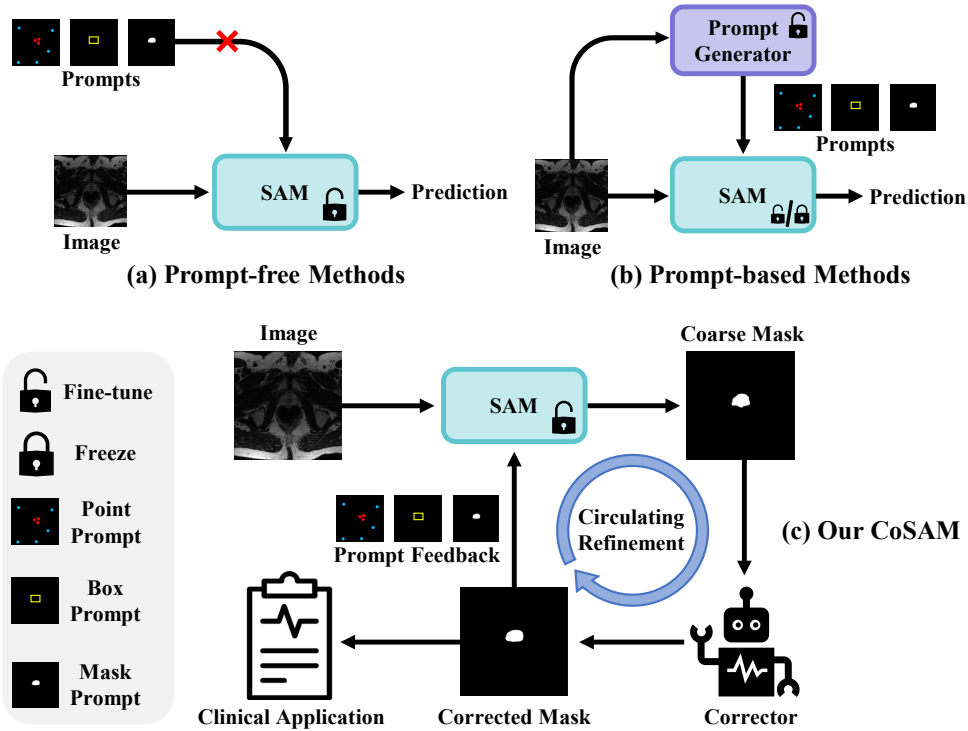 Prompts
SAM
Prediction
Image
(a) Prompt-free Methods
Prompt
Generator
Prompts
SAM
/
Prediction
Image
(b) Prompt-based Methods
Fine-tune
Freeze
Point
Prompt
Box
Prompt
Mask
Prompt
Image
SAM
Coarse Mask
Prompt Feedback
Circulating
Refinement
(c) Our CoSAM
Clinical Application
Corrected Mask
Corrector